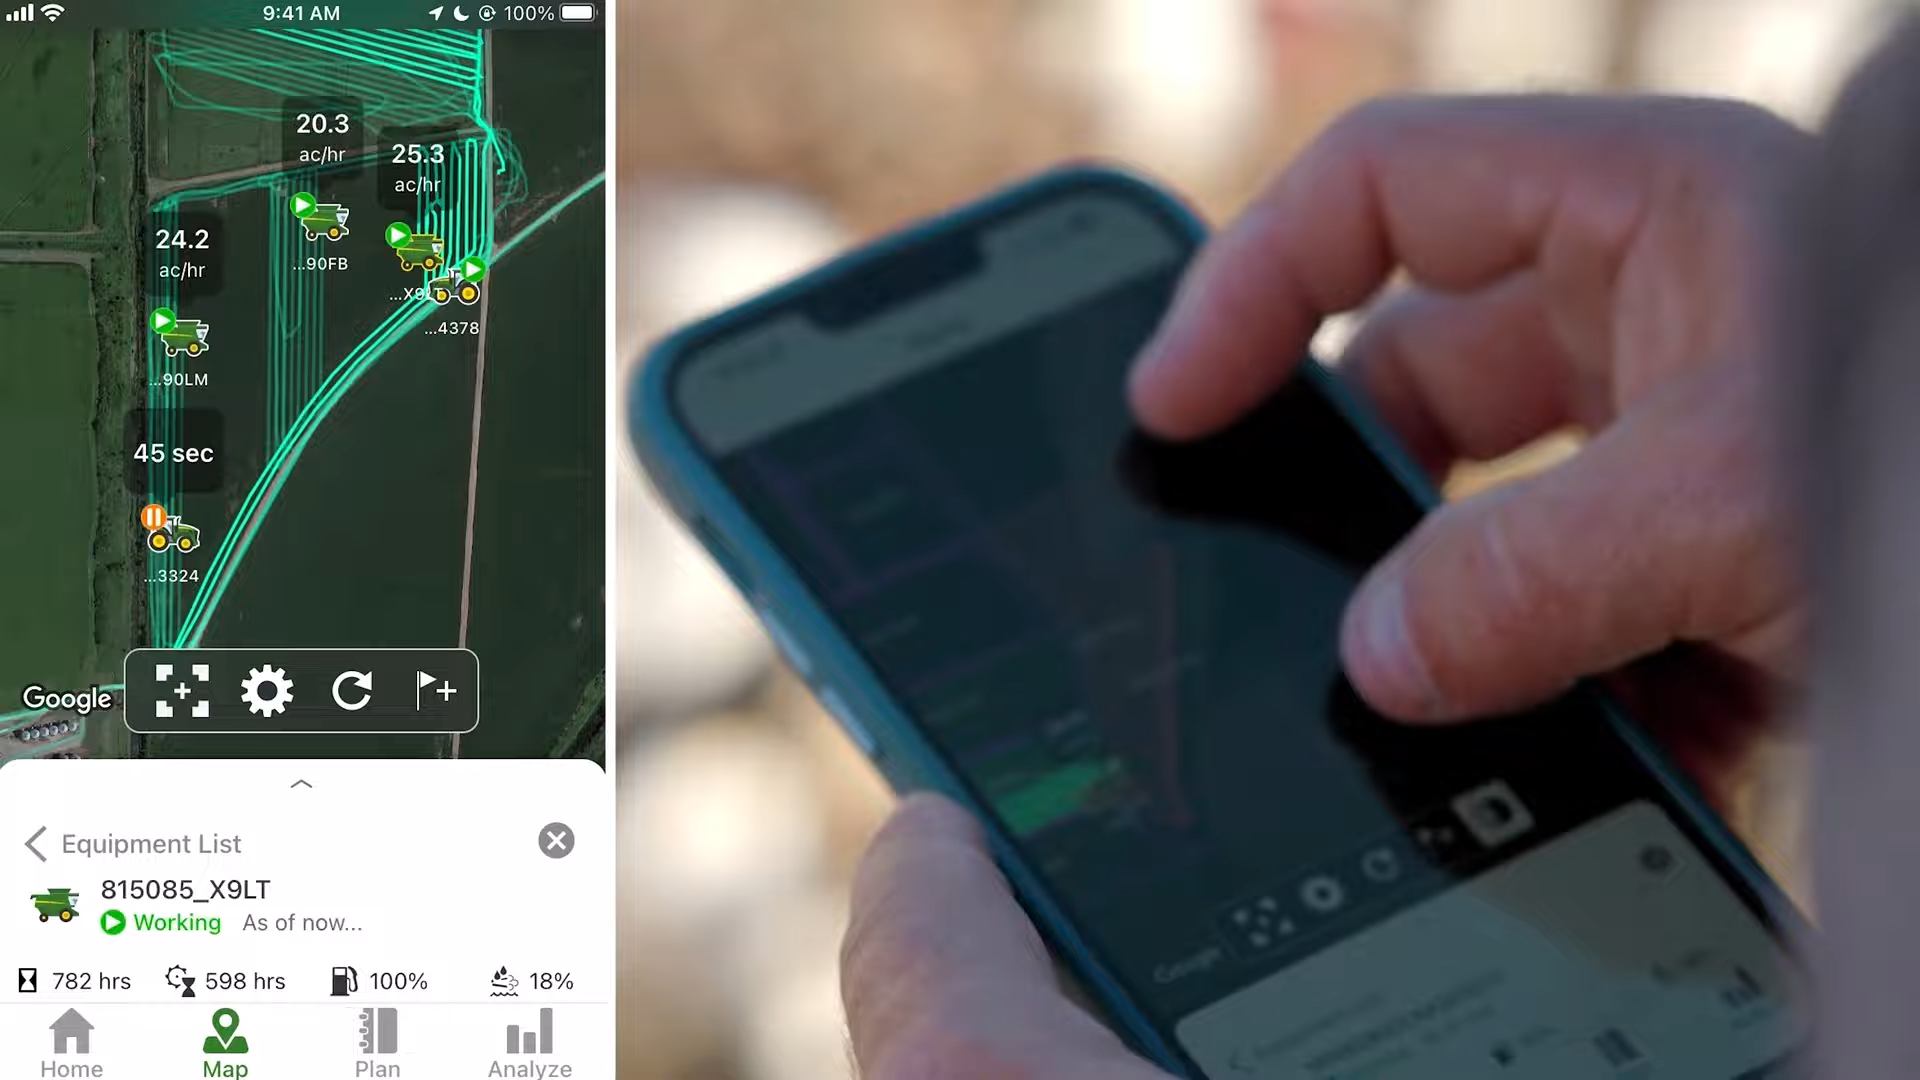 9:41 AM
100%
20.3
ac/hr
25.3
ac/hr
24.2
ac/hr
...90FB
...X9LT
...4378
...90LM
45 sec
...3324
Google
Equipment List
815085_X9LT
Working As of now...
782 hrs 598 hrs 100% 18%
Home Map Plan Analyze
Google